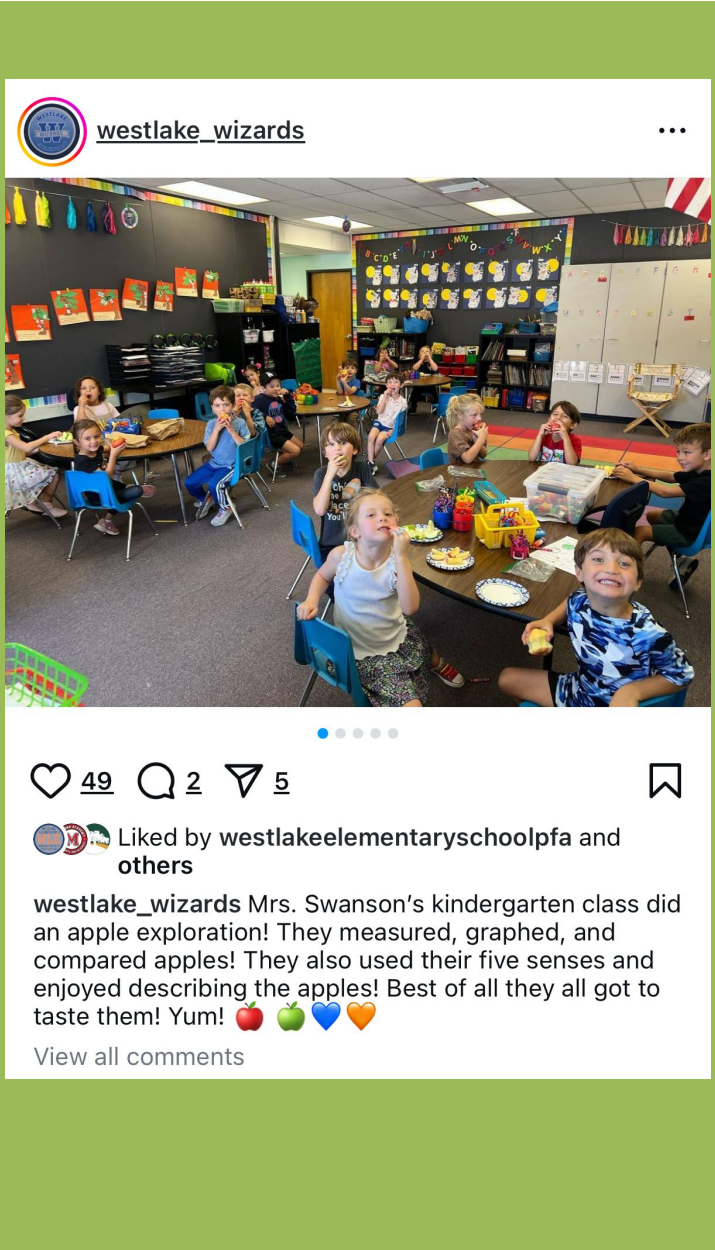 WESTLAKE
W
WIZARDS
westlake_wizards
49
2
5
M
Liked by westlakeelementaryschoolpfa and
others
westlake_wizards Mrs. Swanson's kindergarten class did
an apple exploration! They measured, graphed, and
compared apples! They also used their five senses and
enjoyed describing the apples! Best of all they all got to
taste them! Yum! 🍎 🍏💙🧡
View all comments